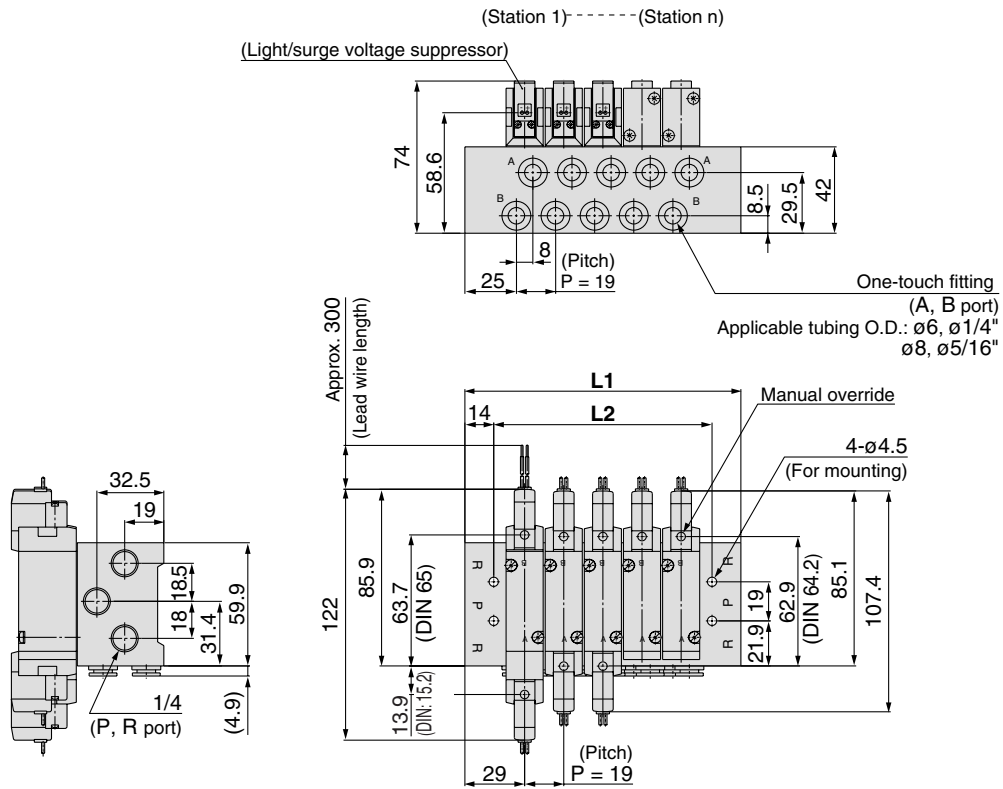 (Station 1)
(Station n)
(Light/surge voltage suppressor)
74
58.6
A
A
B
B
8.5
29.5
42
8
(Pitch)
25
P = 19
One-touch fitting
(A, B port)
Applicable tubing O.D.: ø6, ø1/4"
ø8, ø5/16"
Approx. 300
(Lead wire length)
L1
14
L2
Manual override
4-ø4.5
(For mounting)
32.5
19
18.5
18
31.4
59.9
1/4
(P, R port)
(4.9)
122
85.9
63.7
(DIN 65)
13.9
(DIN: 15.2)
R
P
R
B
B
B
B
B
A
A
A
A
A
R
P
R
19
21.9
62.9
(DIN 64.2)
85.1
107.4
29
(Pitch)
P = 19